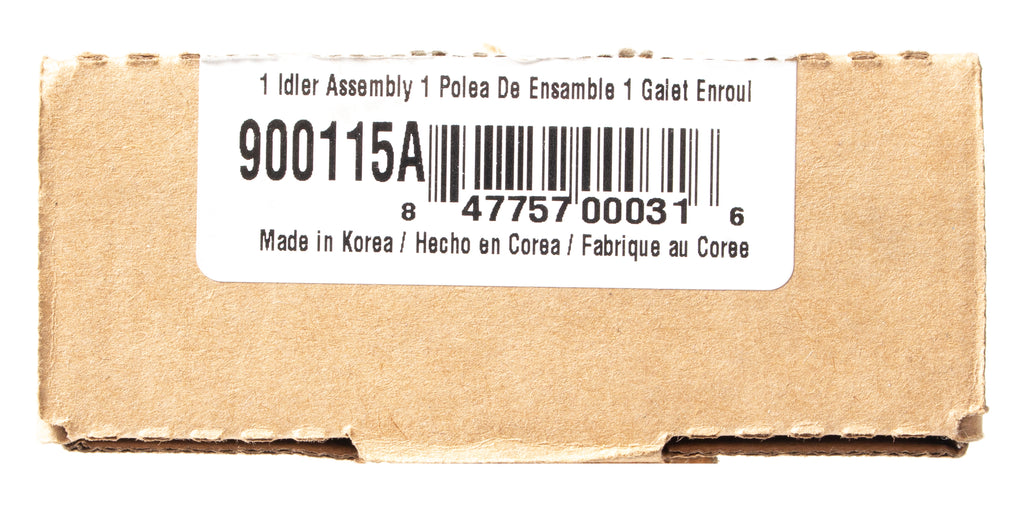 1 Idler Assembly 1 Polea De Ensamble 1 Galet Enroul
900115A
8 47757 00031 6
Made in Korea / Hecho en Corea / Fabrique au Coree